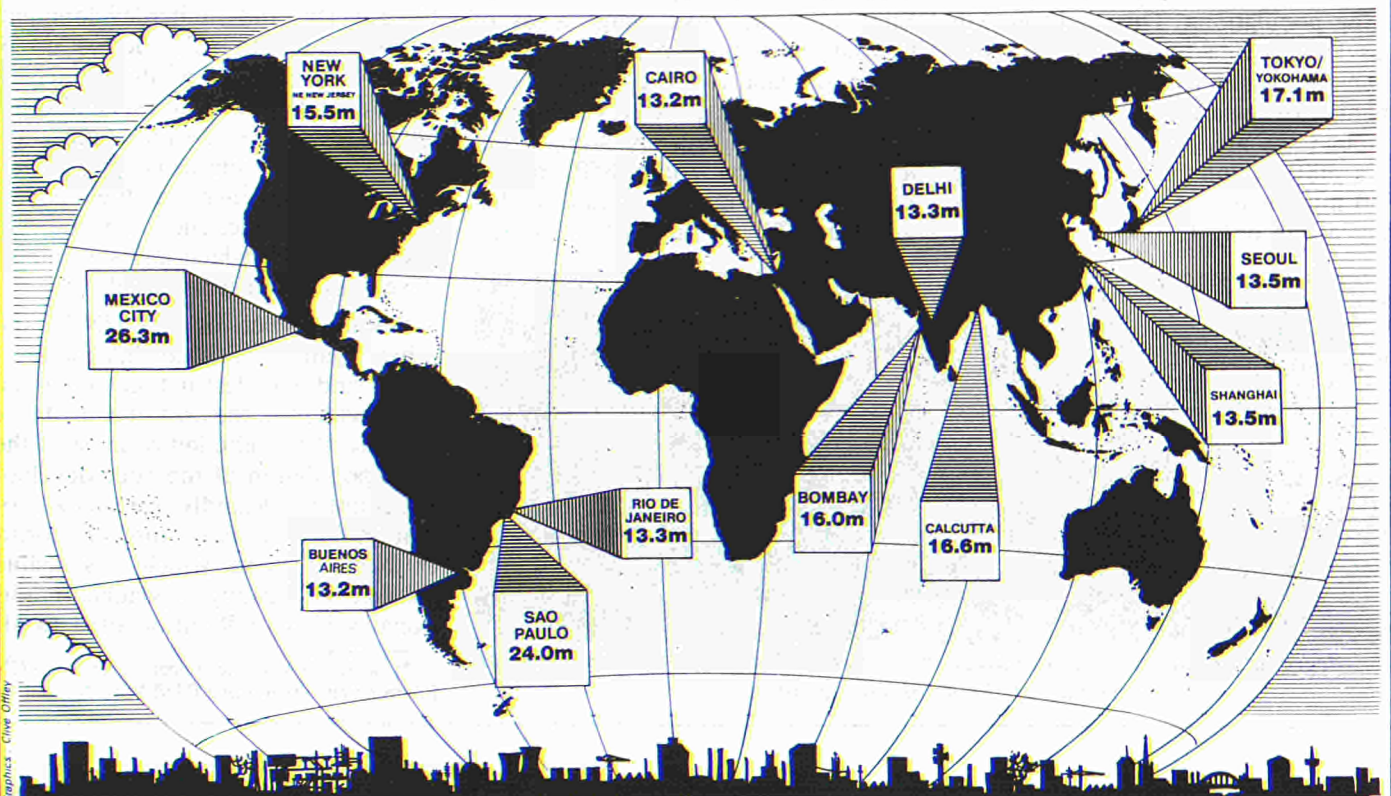 NEW
YORK
NE NEW JERSEY
15.5m
CAIRO
13.2m
TOKYO/
YOKOHAMA
17.1m
DELHI
13.3m
SEOUL
13.5m
MEXICO
CITY
26.3m
SHANGHAI
13.5m
RIO DE
JANEIRO
13.3m
BOMBAY
16.0m
CALCUTTA
16.6m
BUENOS
AIRES
13.2m
SAO
PAULO
24.0m
Clive Offley